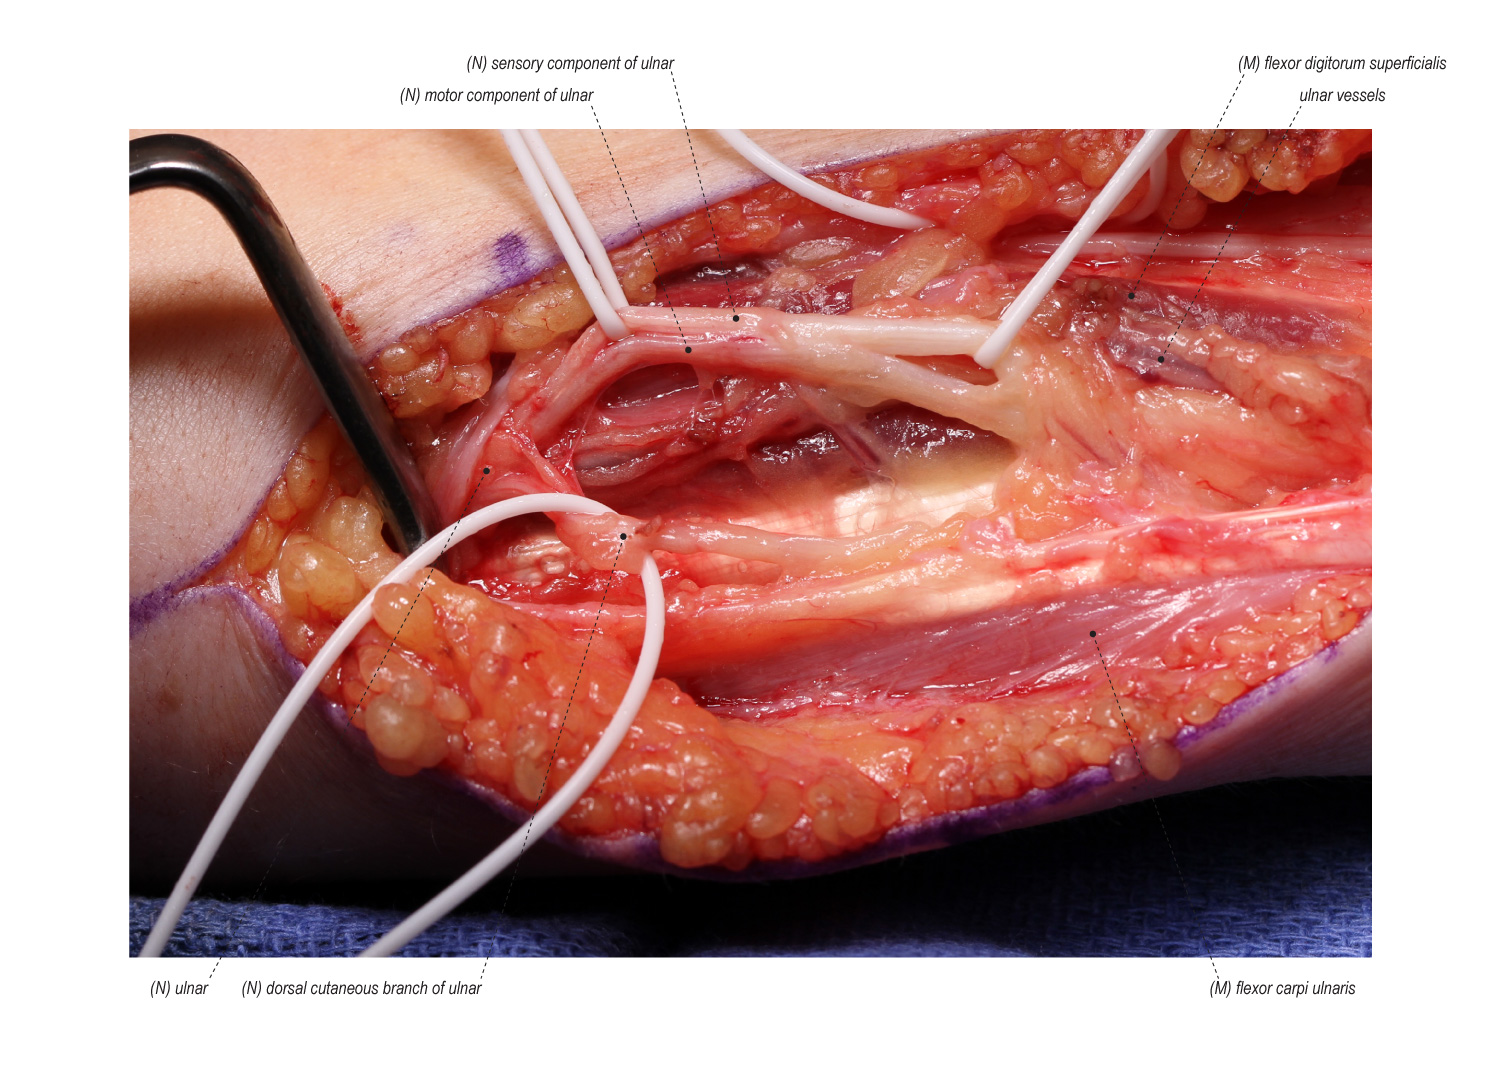 (N) sensory component of ulnar
(M) flexor digitorum superficialis
(N) motor component of ulnar
ulnar vessels
(N) ulnar
(N) dorsal cutaneous branch of ulnar
(M) flexor carpi ulnaris